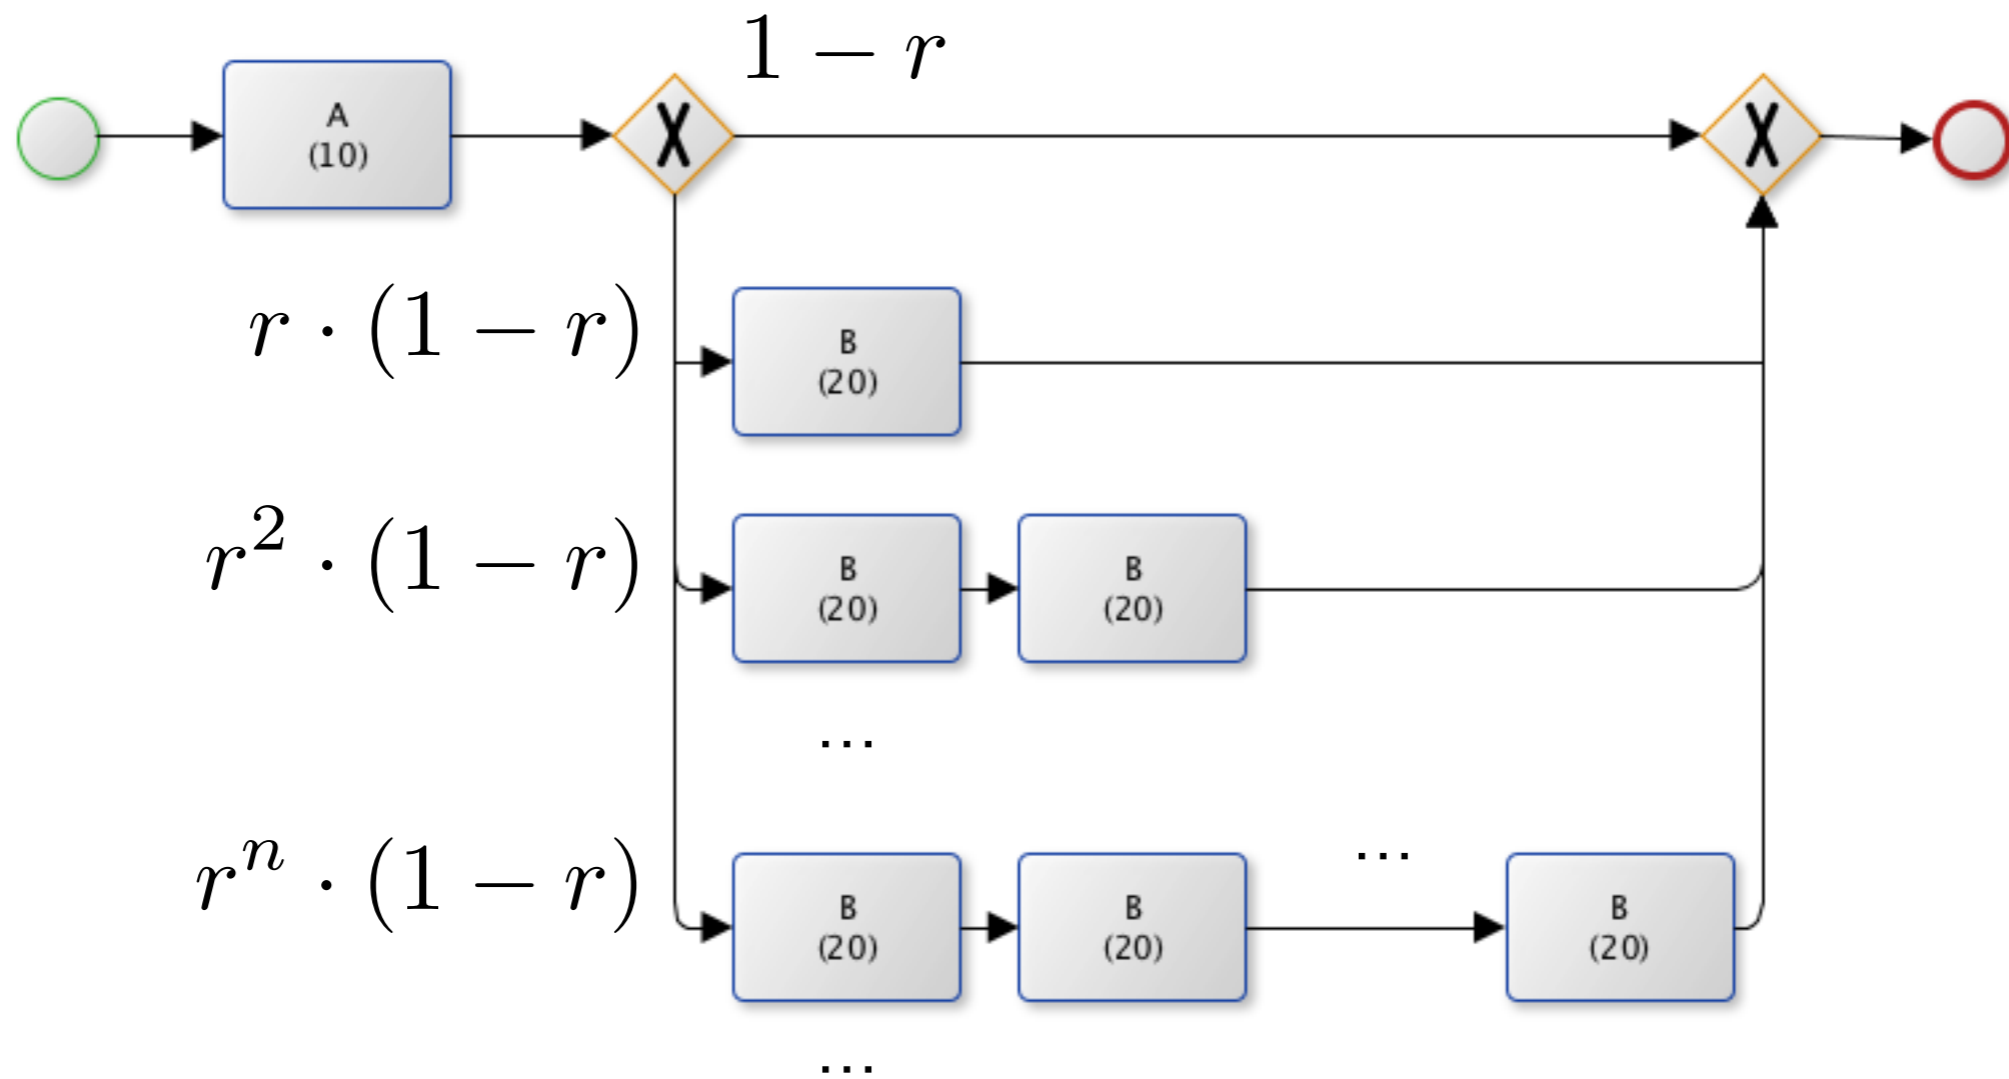 1 − r
A
(10)
X
X
r · (1 − r)
B
(20)
r² · (1 − r)
B
(20)
B
(20)
...
rⁿ · (1 − r)
B
(20)
B
(20)
...
B
(20)
...